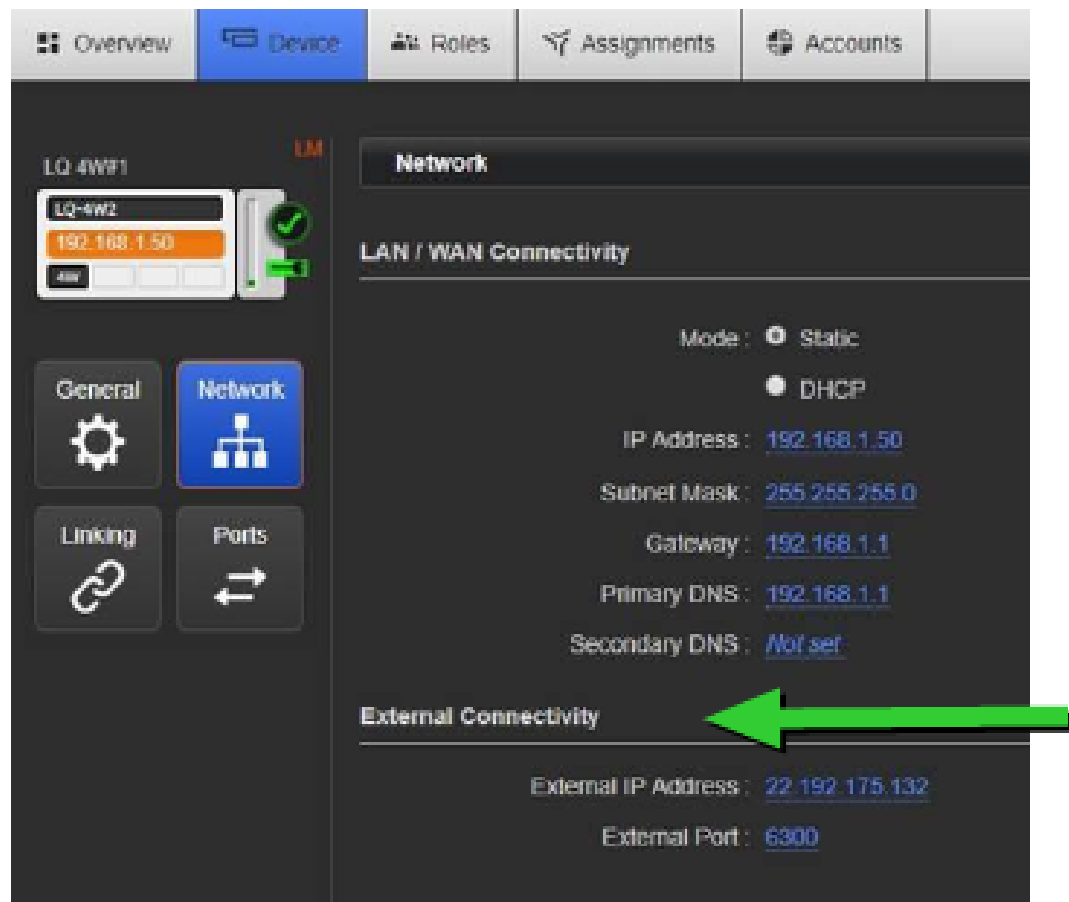 Overview Device Roles Assignments Accounts
LQ 4W#1 LM
LQ-4W2
192.168.1.50
4W
General Network
Linking Ports
Network
LAN / WAN Connectivity
Mode : Static
DHCP
IP Address : 192.168.1.50
Subnet Mask : 255.255.255.0
Gateway : 192.168.1.1
Primary DNS : 192.168.1.1
Secondary DNS : Not set
External Connectivity
External IP Address : 22.192.175.132
External Port : 6300